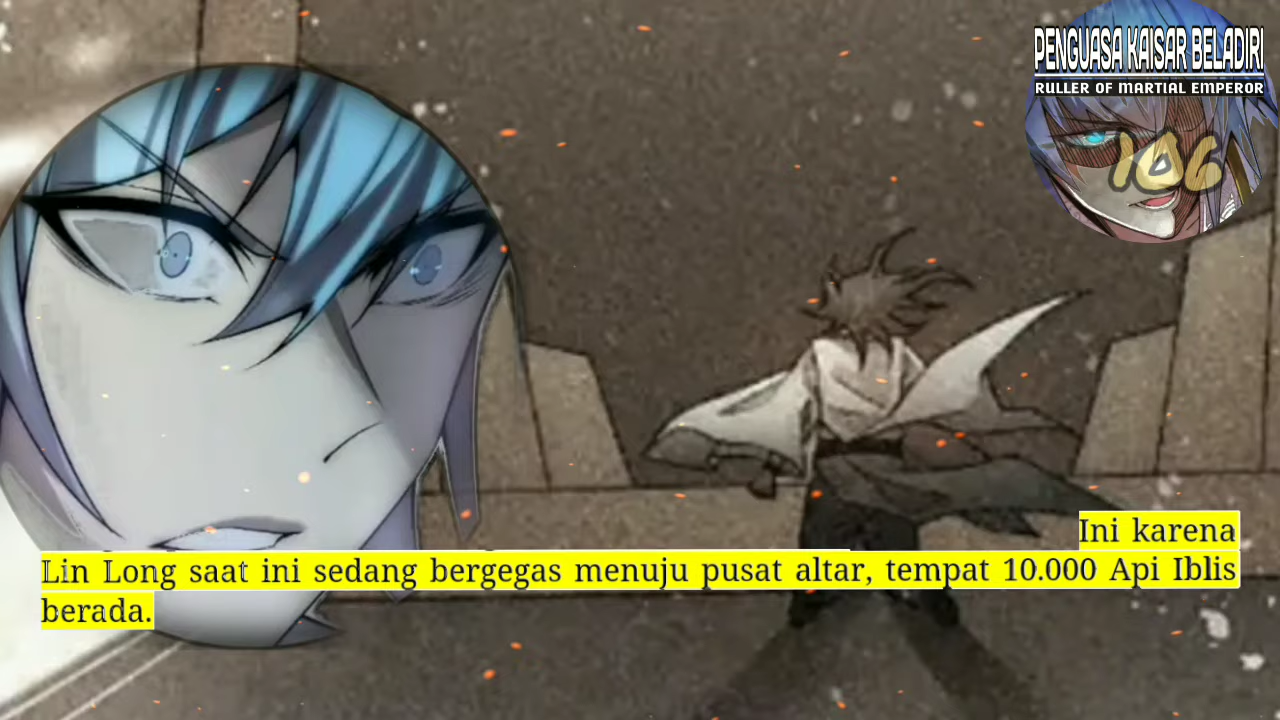 PENGUASA KAISAR BELADIRI
RULLER OF MARTIAL EMPEROR
106
Ini karena
Lin Long saat ini sedang bergegas menuju pusat altar, tempat 10.000 Api Iblis
berada.